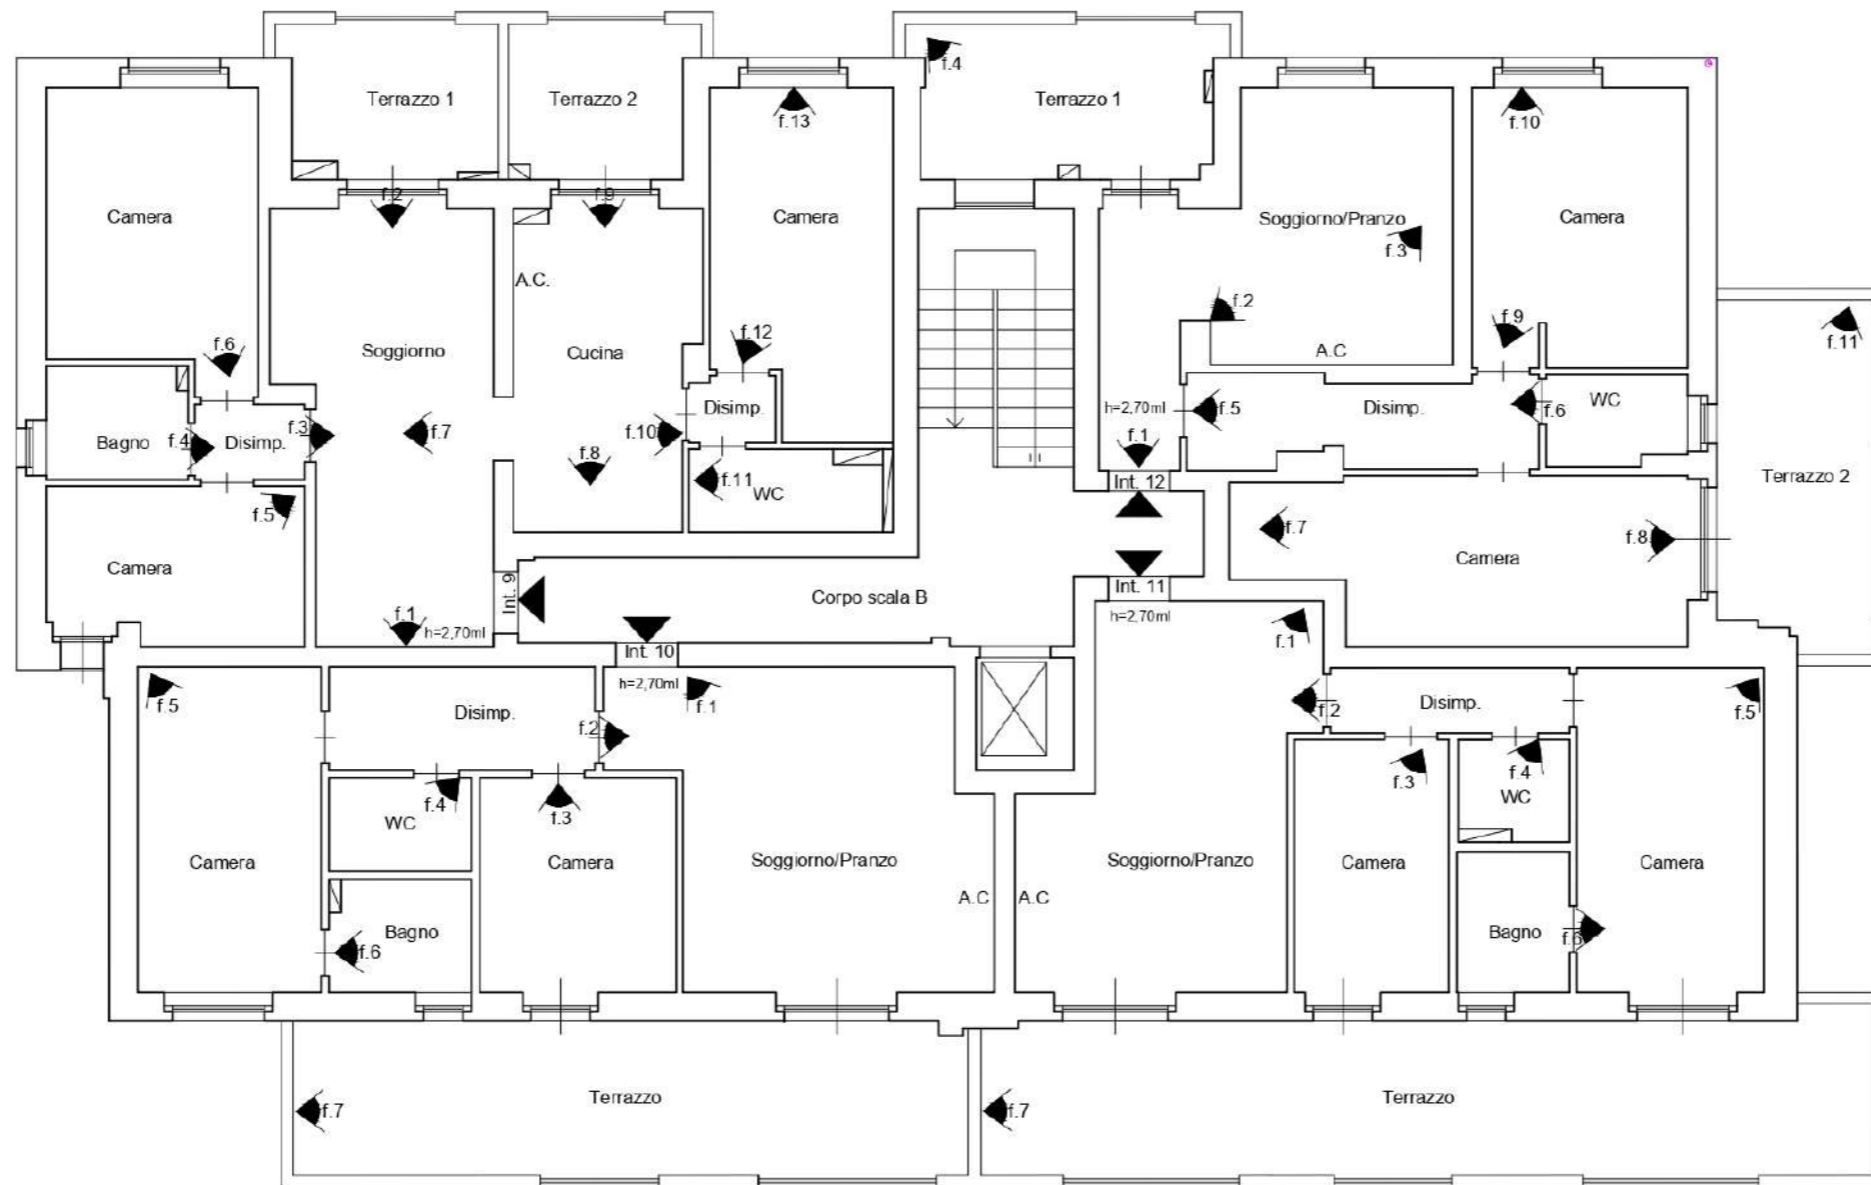 f.4
Terrazzo 1
Terrazzo 2
Terrazzo 1
f.13
f.10
f.2
f.9
Camera
Camera
Soggiorno/Pranzo
Camera
f.3
A.C.
f.2
f.9
f.11
f.6
Soggiorno
Cucina
f.12
A.C
Disimp.
h=2,70ml
f.5
Disimp.
f.6
WC
Bagno
f.4
Disimp.
f.3
f.7
f.10
f.1
f.8
f.11
WC
Int. 12
Terrazzo 2
f.5
f.7
f.8
Camera
Camera
Int. 9
Corpo scala B
Int. 11
h=2,70ml
f.1
h=2,70ml
f.1
Int. 10
h=2,70ml
f.5
f.1
Disimp.
f.2
f.2
Disimp.
f.5
f.4
f.3
f.3
f.4
WC
WC
Camera
Camera
Soggiorno/Pranzo
Soggiorno/Pranzo
Camera
Camera
A.C
A.C
Bagno
f.6
Bagno
f.6
Terrazzo
Terrazzo
f.7
f.7